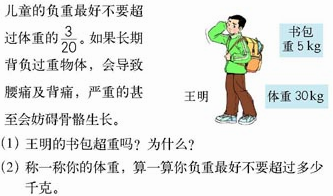 儿童的负重最好不要超
过体重的3/20。如果长期
背负过重物体，会导致
腰痛及背痛，严重的甚
至会妨碍骨骼生长。
书包
重5 kg
王明
体重30 kg
(1) 王明的书包超重吗？为什么？
(2) 称一称你的体重，算一算你负重最好不要超过多少
千克。